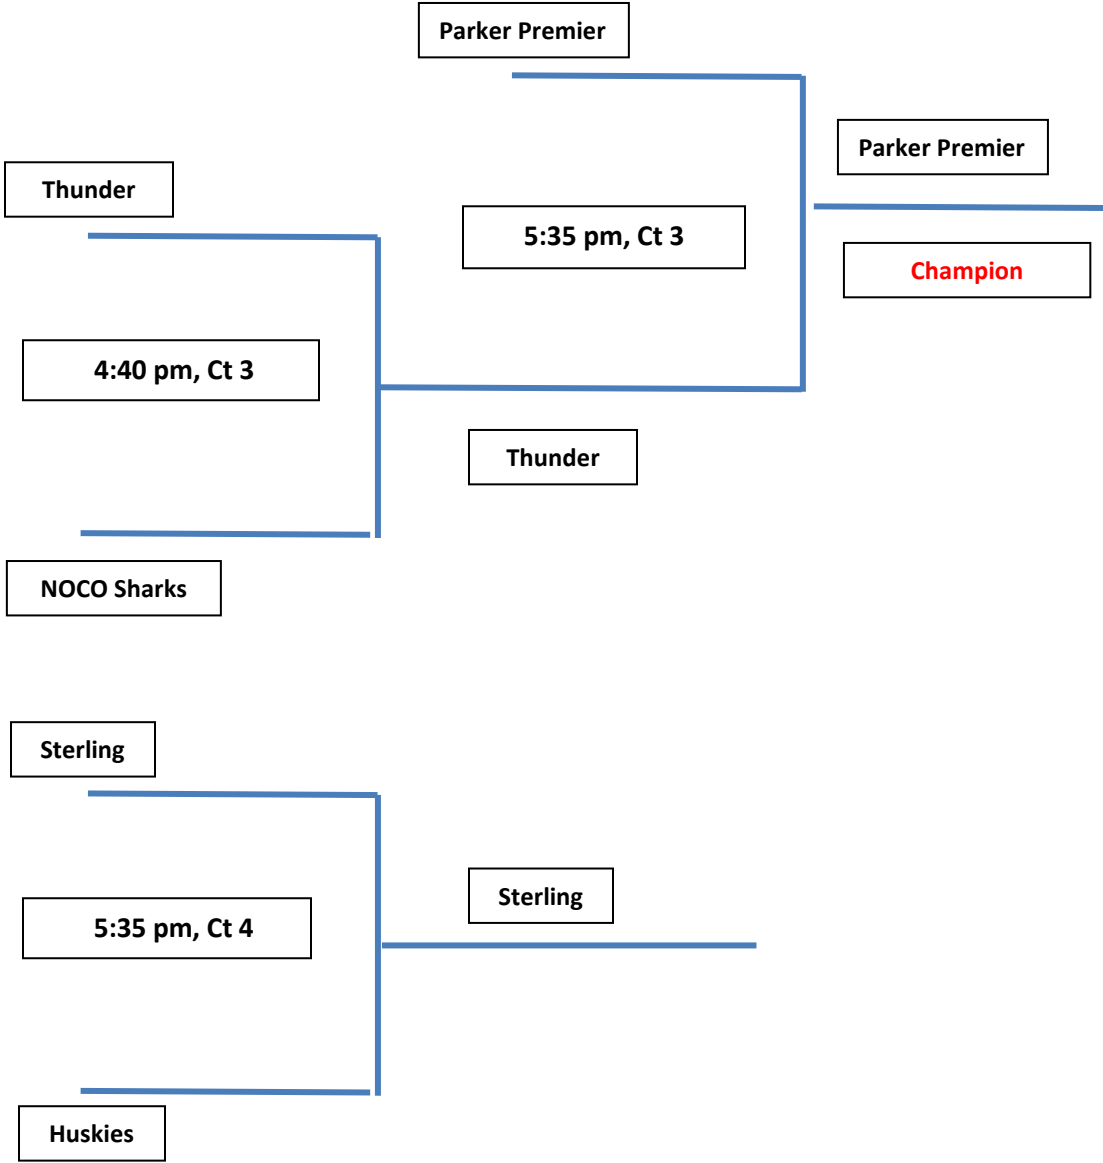 Parker Premier
Parker Premier
Thunder
5:35 pm, Ct 3
Champion
4:40 pm, Ct 3
Thunder
NOCO Sharks
Sterling
Sterling
5:35 pm, Ct 4
Huskies